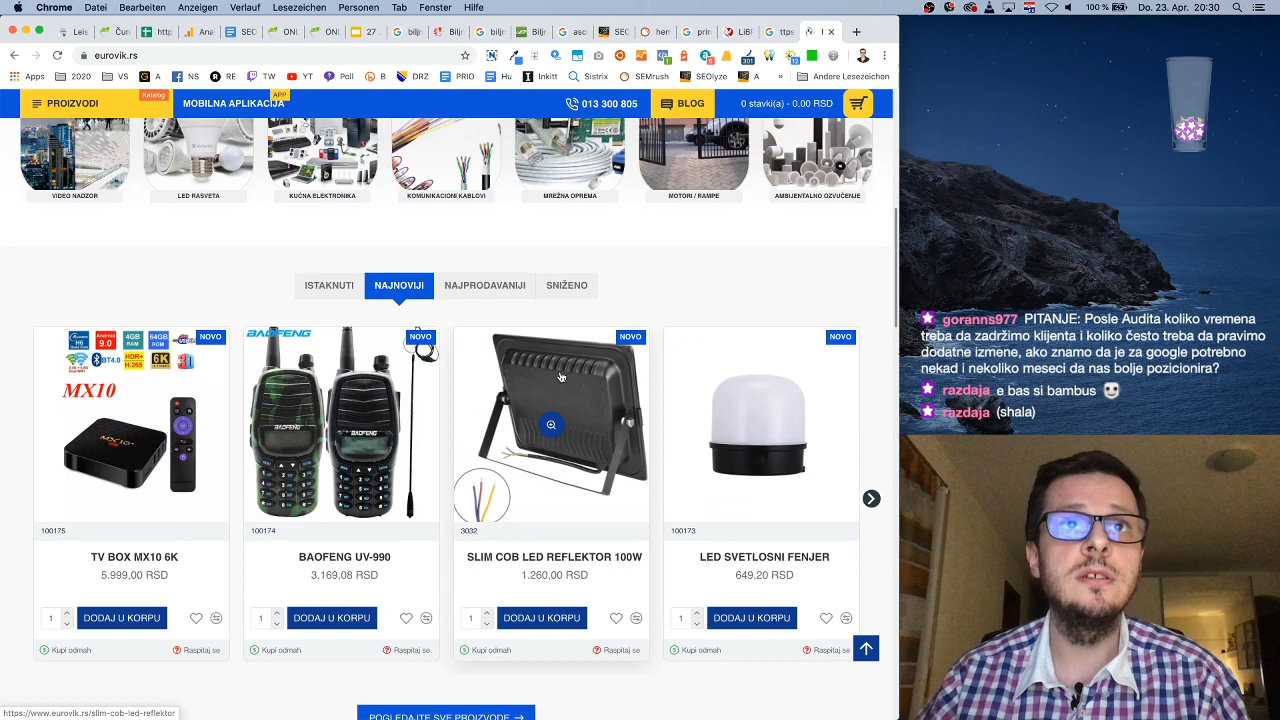 Chrome Datei Bearbeiten Anzeigen Verlauf Lesezeichen Personen Tab Fenster Hilfe
100 % Do. 23. Apr. 20:30
eurovik.rs
Apps 2020 VS A NS RE TW YT Poll B DRZ PRIO Hu Inkitt Sistrix SEMrush SEOlyze A » Andere Lesezeichen
PROIZVODI Katalog MOBILNA APLIKACIJA APP 013 300 805 BLOG 0 stavki(a) - 0,00 RSD
VIDEO NADZOR LED RASVETA KUĆNA ELEKTRONIKA KOMUNIKACIONI KABLOVI MREŽNA OPREMA MOTORI / RAMPE AMBIJENTALNO OZVUČENJE
ISTAKNUTI NAJNOVIJI NAJPRODAVANIJI SNIŽENO
NOVO NOVO NOVO NOVO
MX10
BAOFENG
100175 100174 3032 100173
TV BOX MX10 6K BAOFENG UV-990 SLIM COB LED REFLEKTOR 100W LED SVETLOSNI FENJER
5.999,00 RSD 3.169,08 RSD 1.260,00 RSD 649,20 RSD
1 DODAJ U KORPU 1 DODAJ U KORPU 1 DODAJ U KORPU 1 DODAJ U KORPU
Kupi odmah Raspitaj se Kupi odmah Raspitaj se Kupi odmah Raspitaj se Kupi odmah Raspitaj se
POGLEDAJTE SVE PROIZVODE →
https://www.eurovik.rs/slim-cob-led-reflektor
goranns977 PITANJE: Posle Audita koliko vremena
treba da zadržimo klijenta i koliko često treba da pravimo
dodatne izmene, ako znamo da je za google potrebno
nekad i nekoliko meseci da nas bolje pozicionira?
razdaja e bas si bambus
razdaja (shala)